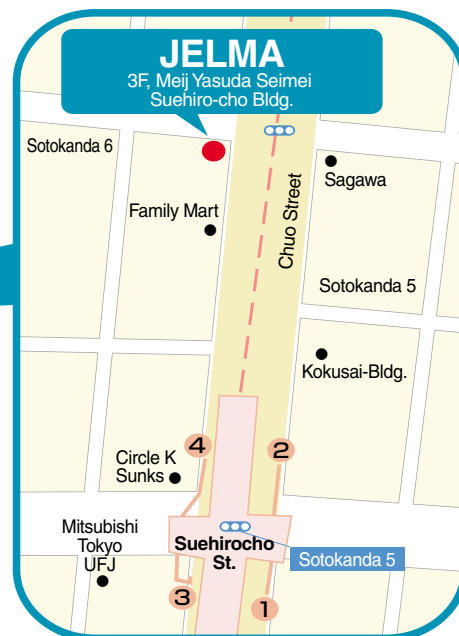 JELMA
3F, Meij Yasuda Seimei
Suehiro-cho Bldg.
Sotokanda 6
Sagawa
Family Mart
Chuo Street
Sotokanda 5
Kokusai-Bldg.
4
2
Circle K
Sunks
Mitsubishi
Tokyo
UFJ
Suehirocho
St.
Sotokanda 5
3
1